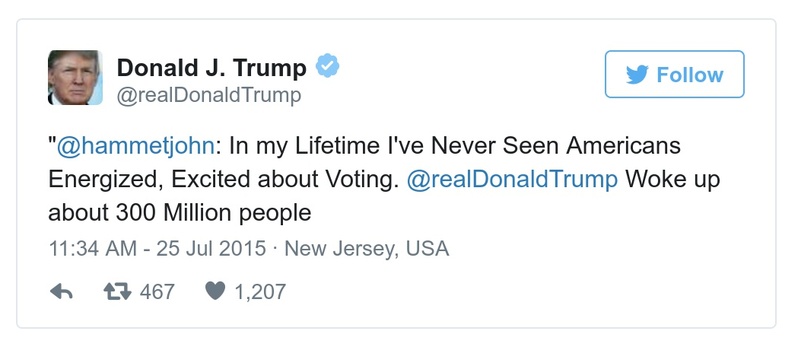 Donald J. Trump
@realDonaldTrump
Follow
"@hammetjohn: In my Lifetime I've Never Seen Americans
Energized, Excited about Voting. @realDonaldTrump Woke up
about 300 Million people
11:34 AM - 25 Jul 2015 · New Jersey, USA
467 1,207